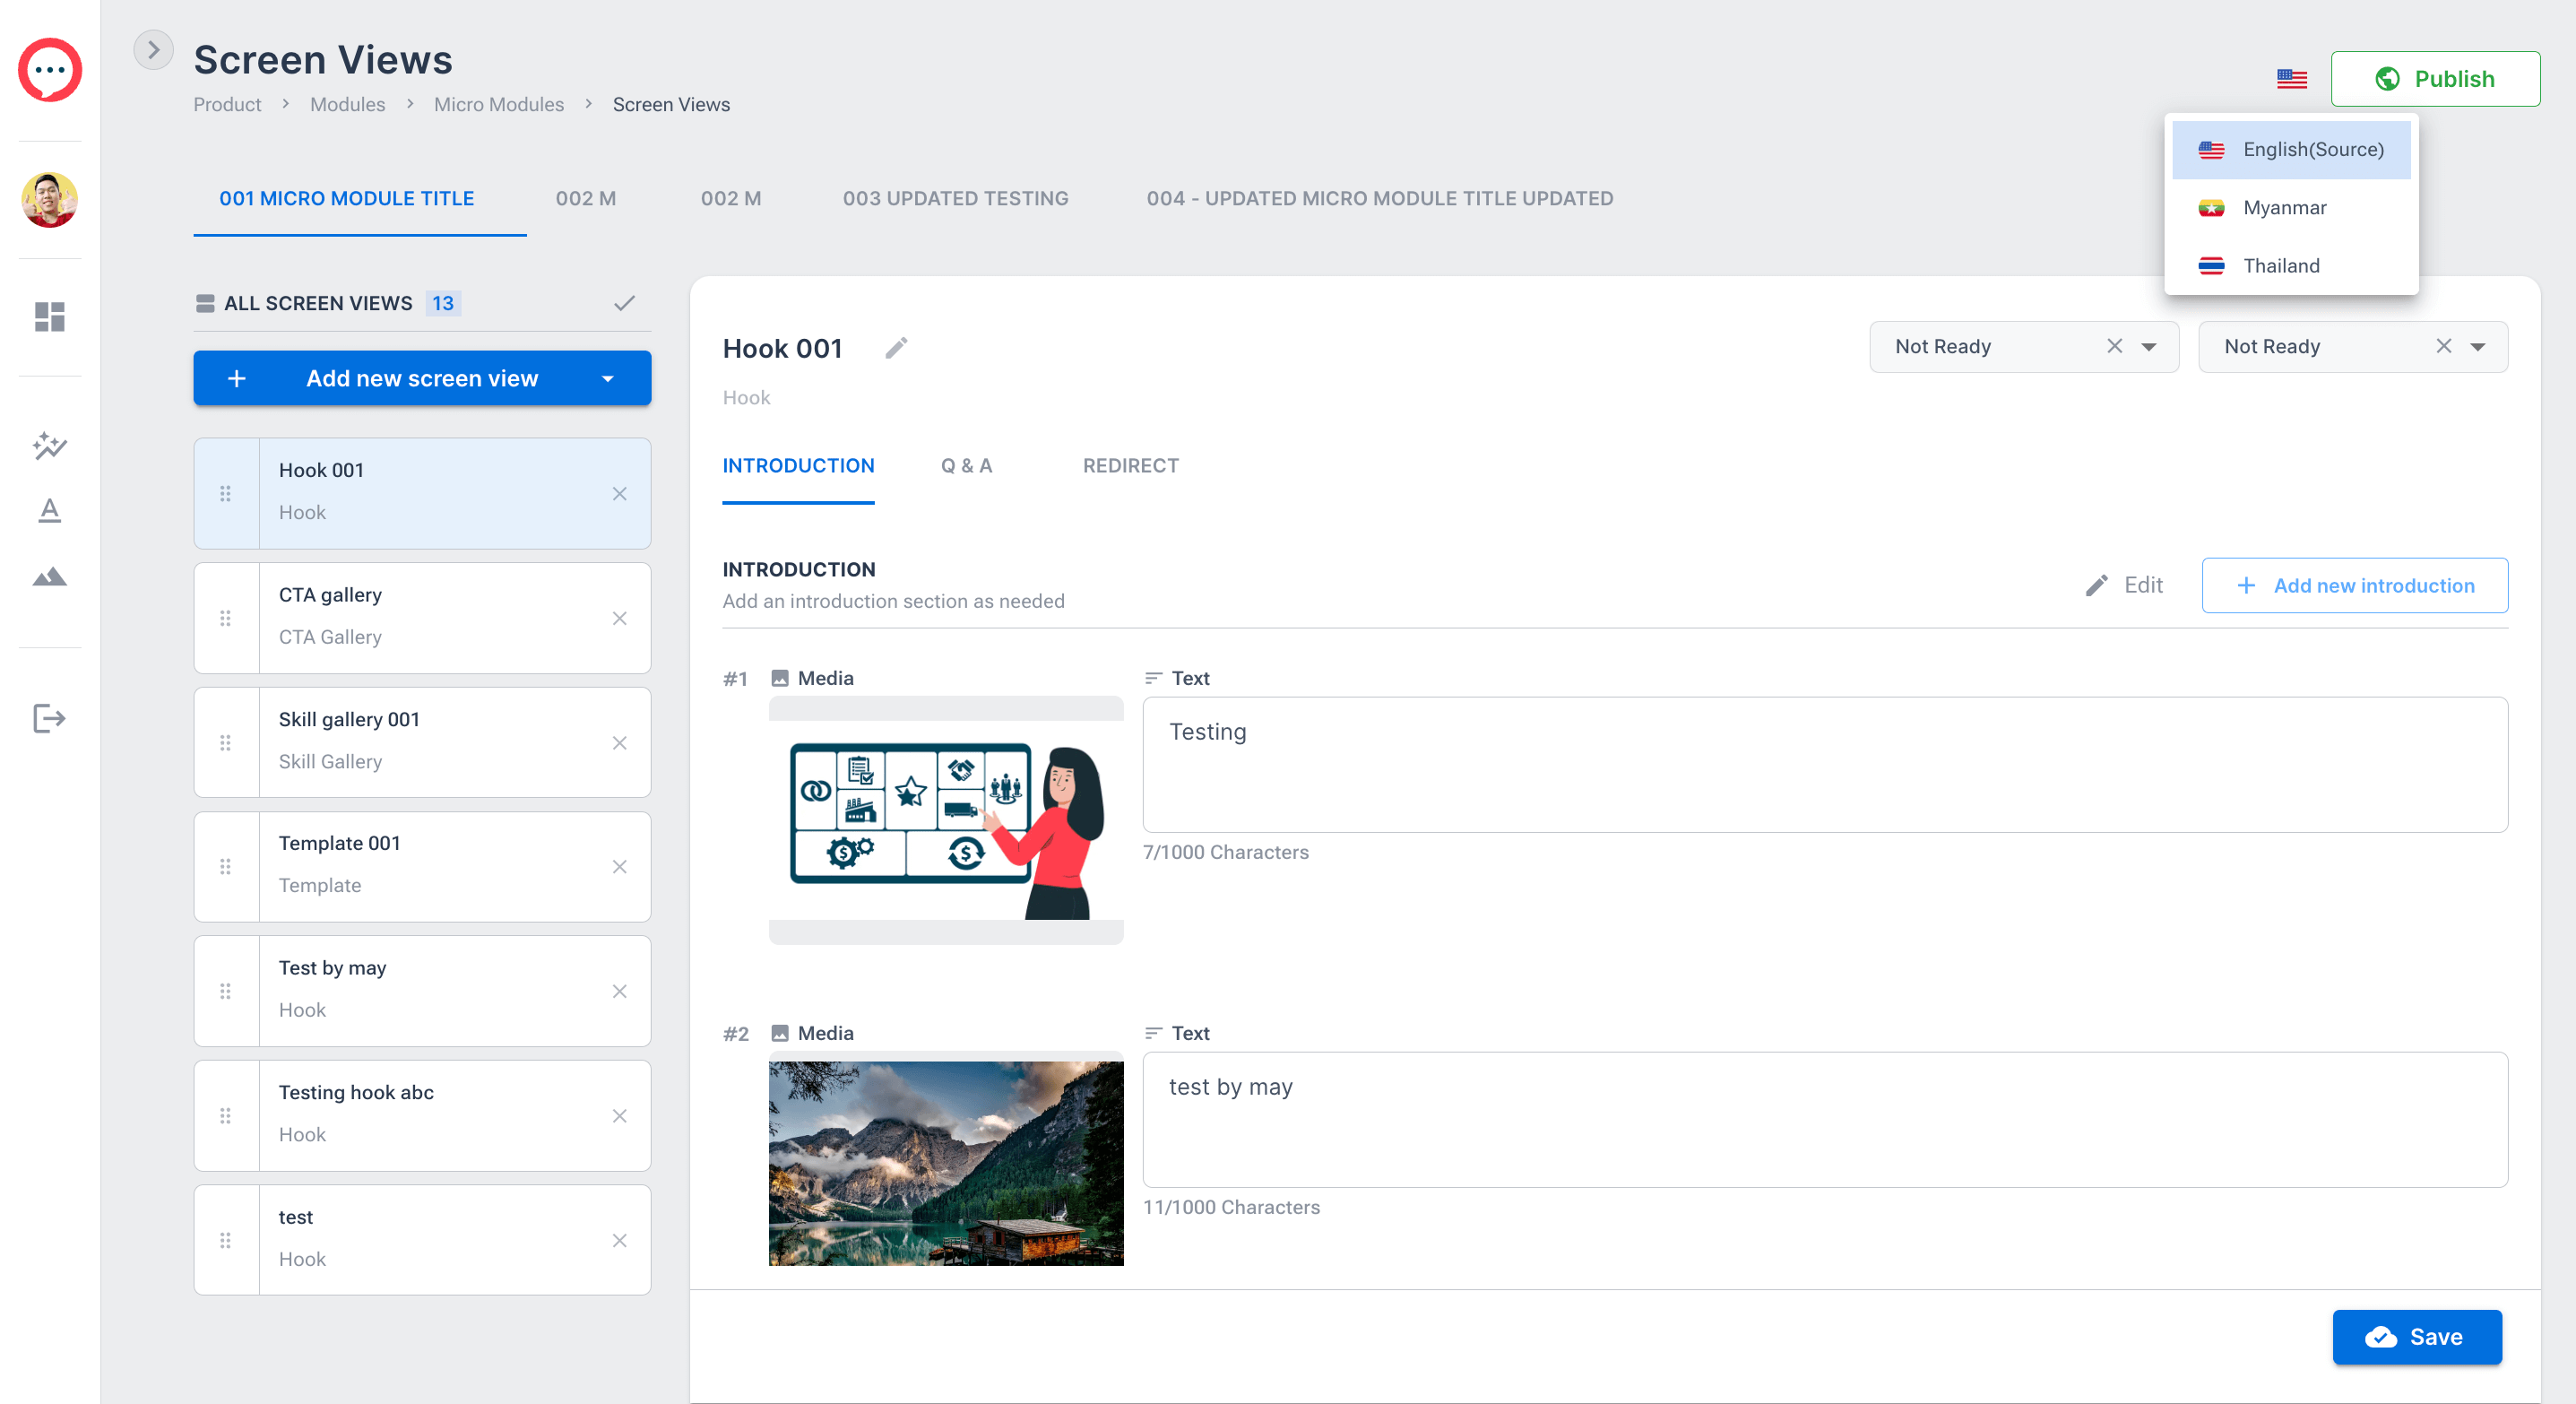 Screen Views
Product > Modules > Micro Modules > Screen Views
Publish
English(Source)
Myanmar
Thailand
001 MICRO MODULE TITLE
002 M
002 M
003 UPDATED TESTING
004 - UPDATED MICRO MODULE TITLE UPDATED
ALL SCREEN VIEWS 13
Add new screen view
Hook 001
Hook
CTA gallery
CTA Gallery
Skill gallery 001
Skill Gallery
Template 001
Template
Test by may
Hook
Testing hook abc
Hook
test
Hook
Hook 001
Hook
Not Ready
Not Ready
INTRODUCTION
Q & A
REDIRECT
INTRODUCTION
Add an introduction section as needed
Edit
Add new introduction
#1 Media
Text
Testing
7/1000 Characters
#2 Media
Text
test by may
11/1000 Characters
Save